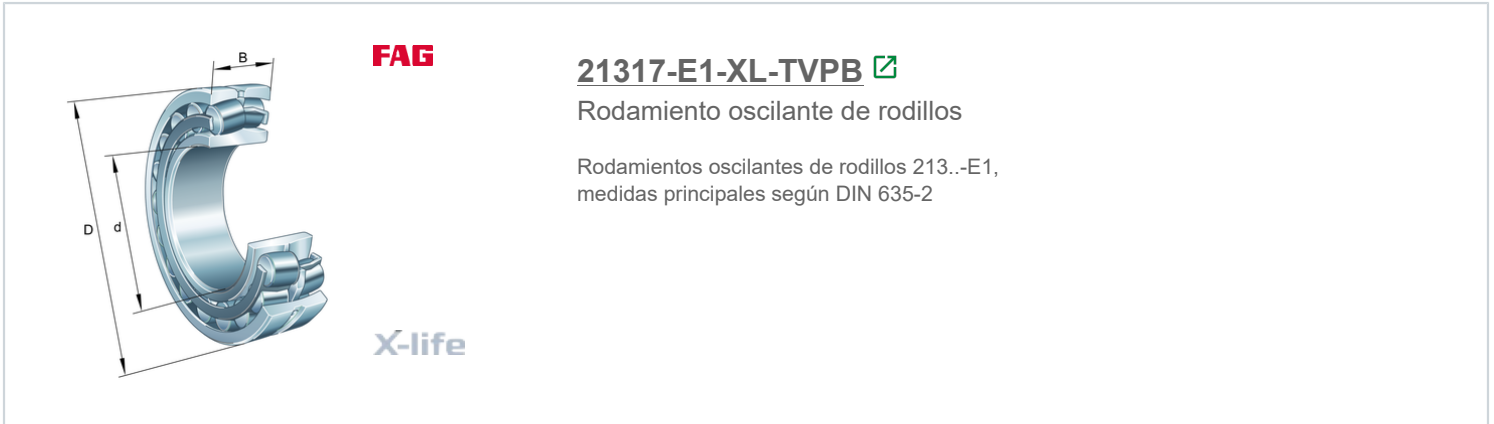 B
FAG
21317-E1-XL-TVPB
Rodamiento oscilante de rodillos
Rodamientos oscilantes de rodillos 213..-E1,
medidas principales según DIN 635-2
D
d
X-life